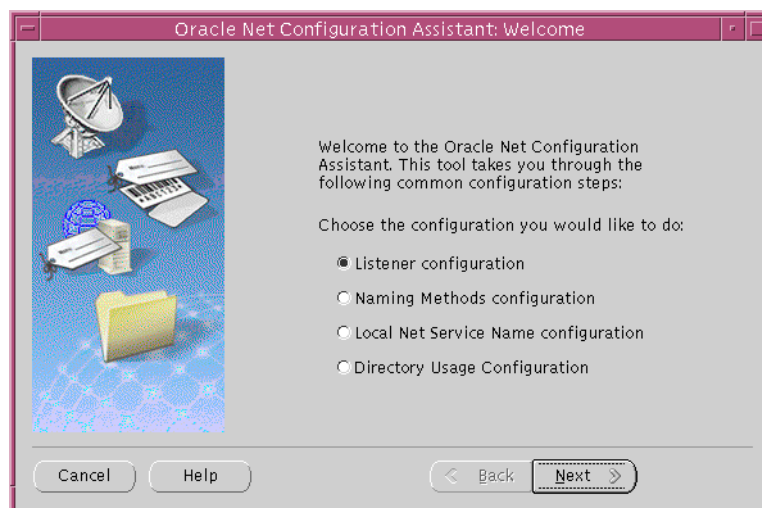 Oracle Net Configuration Assistant: Welcome
Welcome to the Oracle Net Configuration
Assistant. This tool takes you through the
following common configuration steps:
Choose the configuration you would like to do:
Listener configuration
Naming Methods configuration
Local Net Service Name configuration
Directory Usage Configuration
Cancel
Help
Back
Next